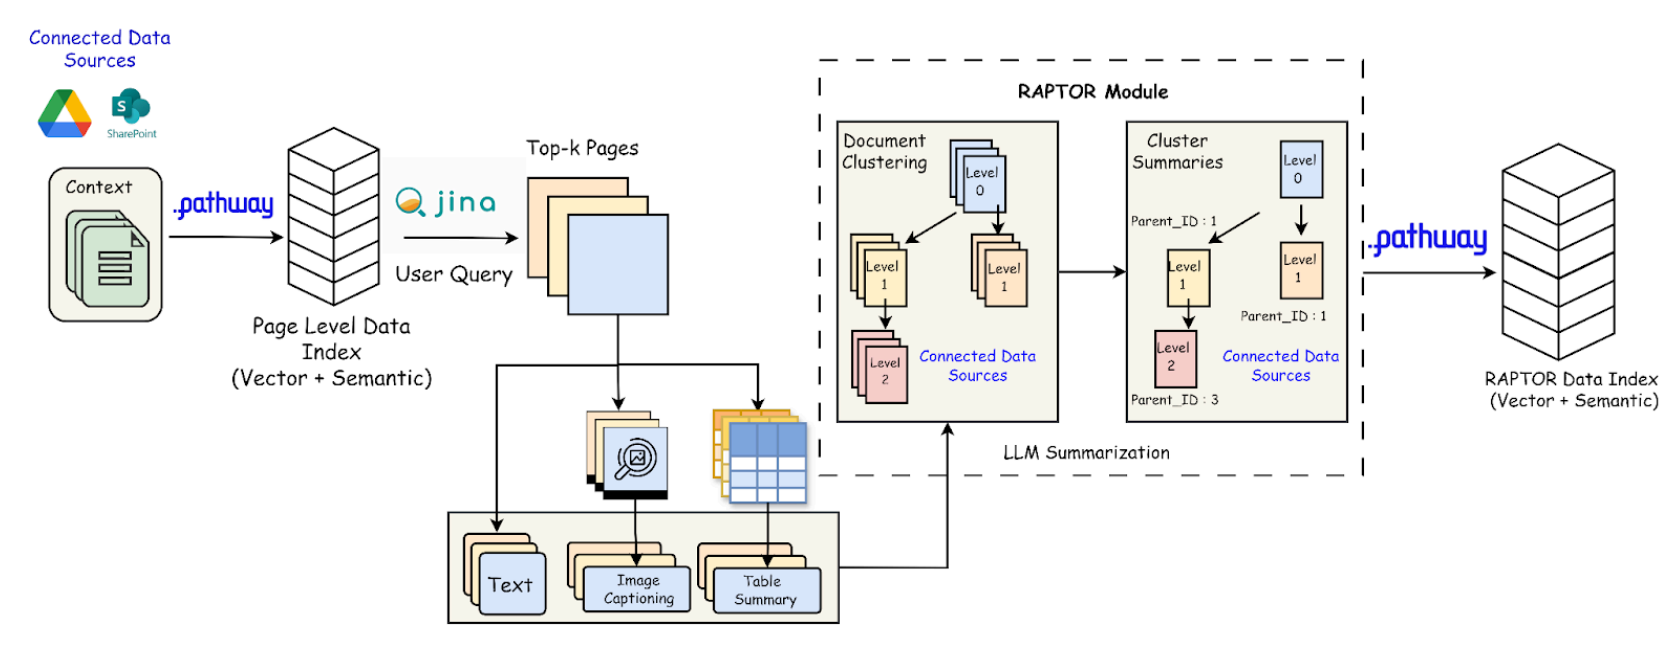 Connected Data
Sources
SharePoint
Context
.:pathway
Page Level Data
Index
(Vector + Semantic)
jina
User Query
Top-k Pages
Text
Image
Captioning
Table
Summary
RAPTOR Module
Document
Clustering
Level
0
Level
1
Level
1
Level
2
Connected Data
Sources
Cluster
Summaries
Level
0
Parent_ID : 1
Level
1
Level
1
Parent_ID : 1
Level
2
Connected Data
Sources
Parent_ID : 3
LLM Summarization
.:pathway
RAPTOR Data Index
(Vector + Semantic)